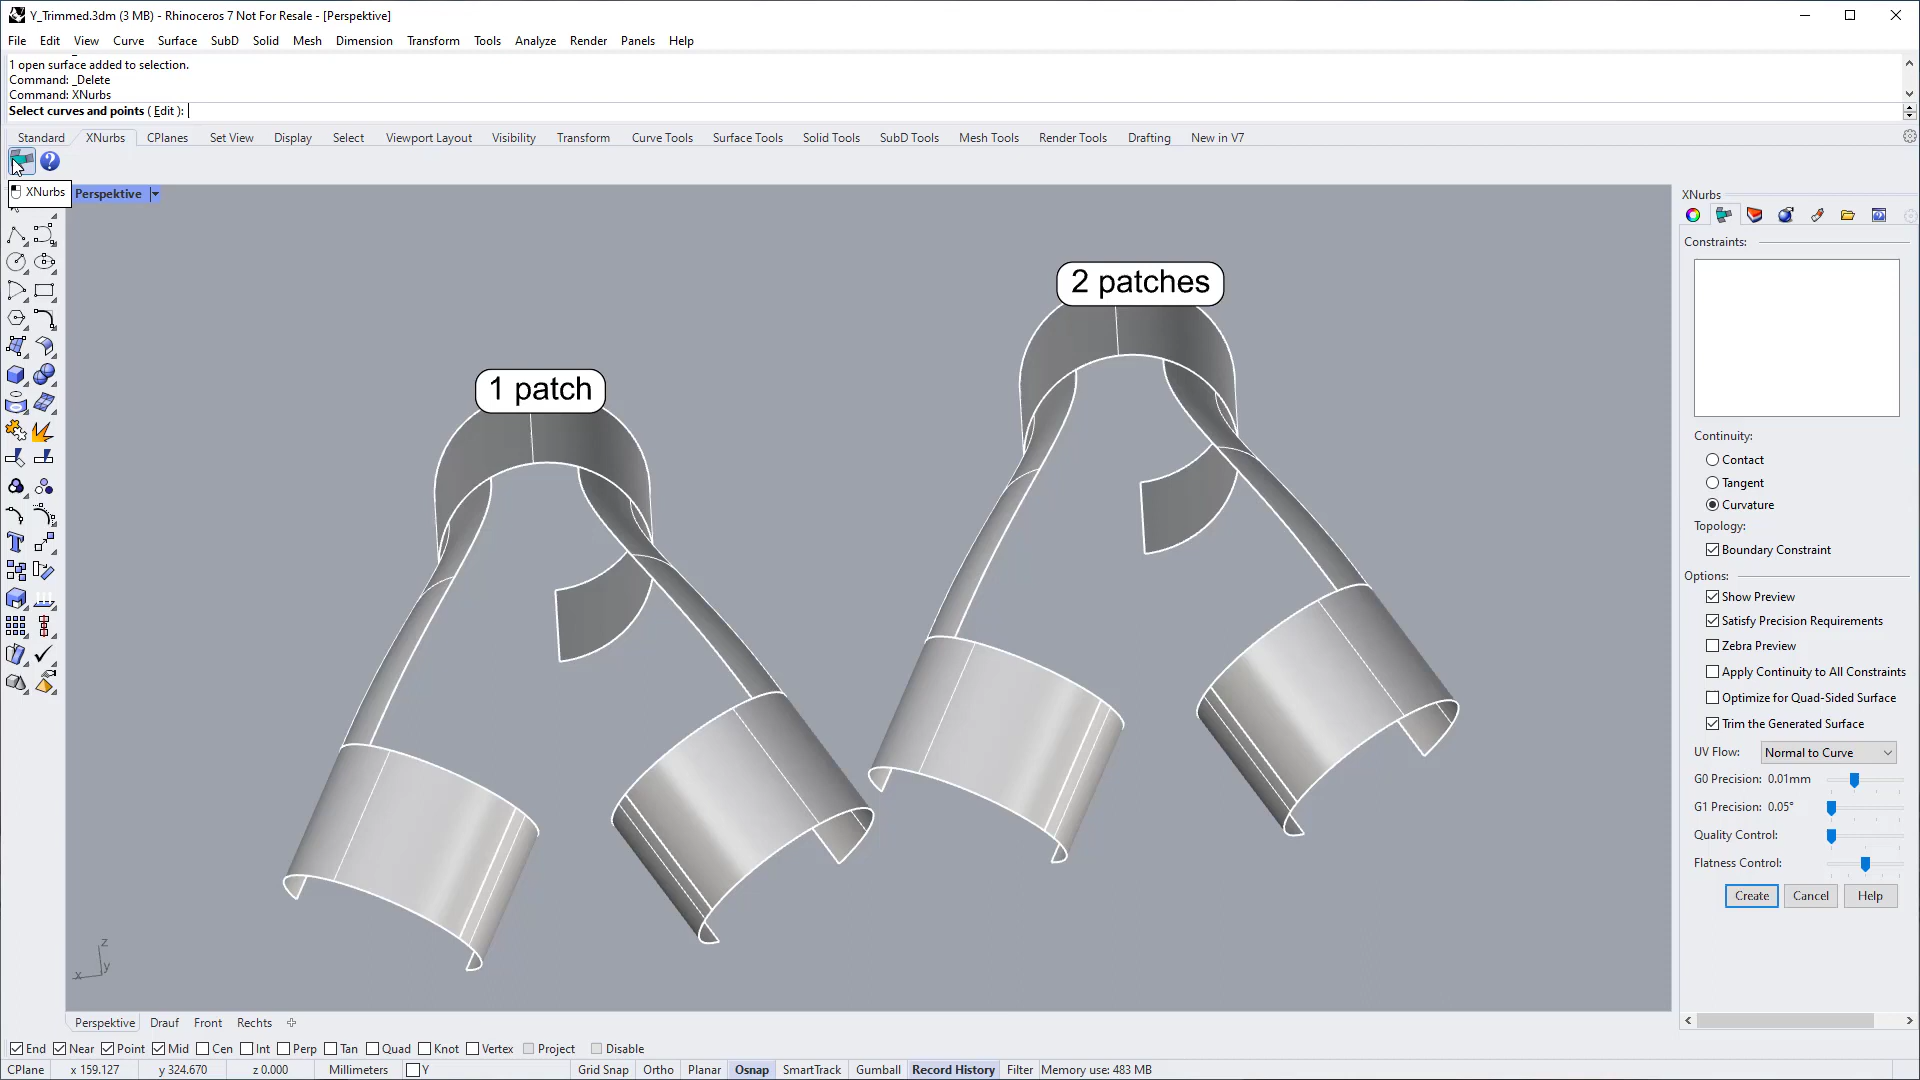 Y_Trimmed.3dm (3 MB) - Rhinoceros 7 Not For Resale - [Perspektive]
File Edit View Curve Surface SubD Solid Mesh Dimension Transform Tools Analyze Render Panels Help
1 open surface added to selection.
Command: _Delete
Command: XNurbs
Select curves and points ( Edit ):
Standard XNurbs CPlanes Set View Display Select Viewport Layout Visibility Transform Curve Tools Surface Tools Solid Tools SubD Tools Mesh Tools Render Tools Drafting New in V7
XNurbs
Perspektive
1 patch
2 patches
XNurbs
Constraints:
Continuity:
Contact
Tangent
Curvature
Topology:
Boundary Constraint
Options:
Show Preview
Satisfy Precision Requirements
Zebra Preview
Apply Continuity to All Constraints
Optimize for Quad-Sided Surface
Trim the Generated Surface
UV Flow: Normal to Curve
G0 Precision: 0.01mm
G1 Precision: 0.05°
Quality Control:
Flatness Control:
Create Cancel Help
z
x y
Perspektive Drauf Front Rechts
End Near Point Mid Cen Int Perp Tan Quad Knot Vertex Project Disable
CPlane x 159.127 y 324.670 z 0.000 Millimeters Y Grid Snap Ortho Planar Osnap SmartTrack Gumball Record History Filter Memory use: 483 MB